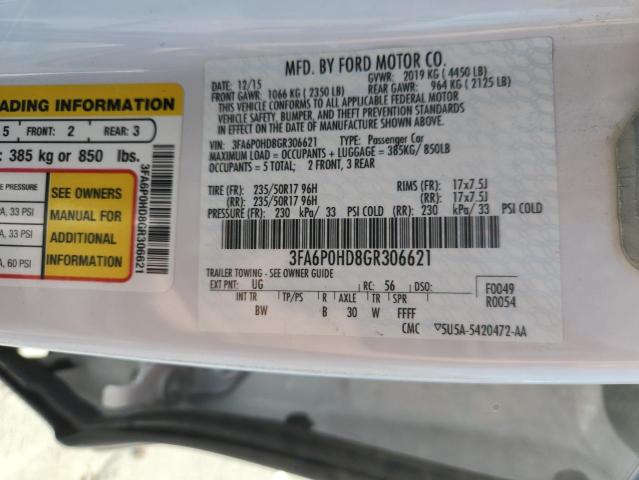 MFD. BY FORD MOTOR CO.
DATE: 12/15 GVWR: 2019 KG ( 4450 LB)
FRONT GAWR: 1066 KG ( 2350 LB) REAR GAWR: 964 KG ( 2125 LB)
THIS VEHICLE CONFORMS TO ALL APPLICABLE FEDERAL MOTOR
VEHICLE SAFETY, BUMPER, AND THEFT PREVENTION STANDARDS
IN EFFECT ON THE DATE OF MANUFACTURE SHOWN ABOVE.
VIN: 3FA6P0HD8GR306621 TYPE: Passenger Car
MAXIMUM LOAD = OCCUPANTS + LUGGAGE = 385KG/ 850LB
OCCUPANTS = 5 TOTAL; 2 FRONT, 3 REAR
TIRE (FR): 235/50R17 96H RIMS (FR): 17x7.5J
(RR): 235/50R17 96H (RR): 17x7.5J
PRESSURE (FR): 230 kPa/ 33 PSI COLD (RR): 230 kPa/ 33 PSI COLD
3FA6P0HD8GR306621
TRAILER TOWING - SEE OWNER GUIDE
EXT PNT: UG RC: 56 DSO: F0049
R0054
INT TR TP/PS R AXLE TR SPR
BW B 30 W FFFF
CMC 5U5A-5420472-AA
ADING INFORMATION
5 FRONT: 2 REAR: 3
: 385 kg or 850 lbs.
E PRESSURE
A, 33 PSI
A, 33 PSI
A, 60 PSI
SEE OWNERS
MANUAL FOR
ADDITIONAL
INFORMATION
3FA6P0HD8GR306621